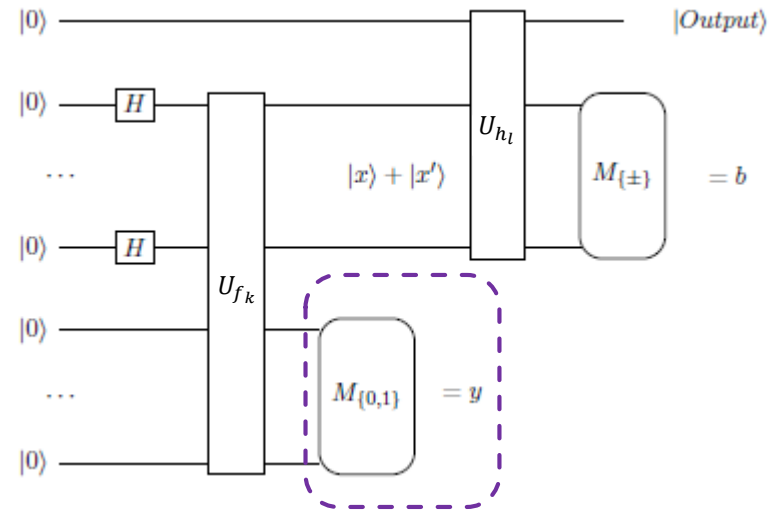 |0⟩ |Output⟩
|0⟩ H
U_{h_l}
⋯ |x⟩ + |x′⟩ M_{{±}} = b
|0⟩ H
U_{f_k}
|0⟩
⋯ M_{{0,1}} = y
|0⟩